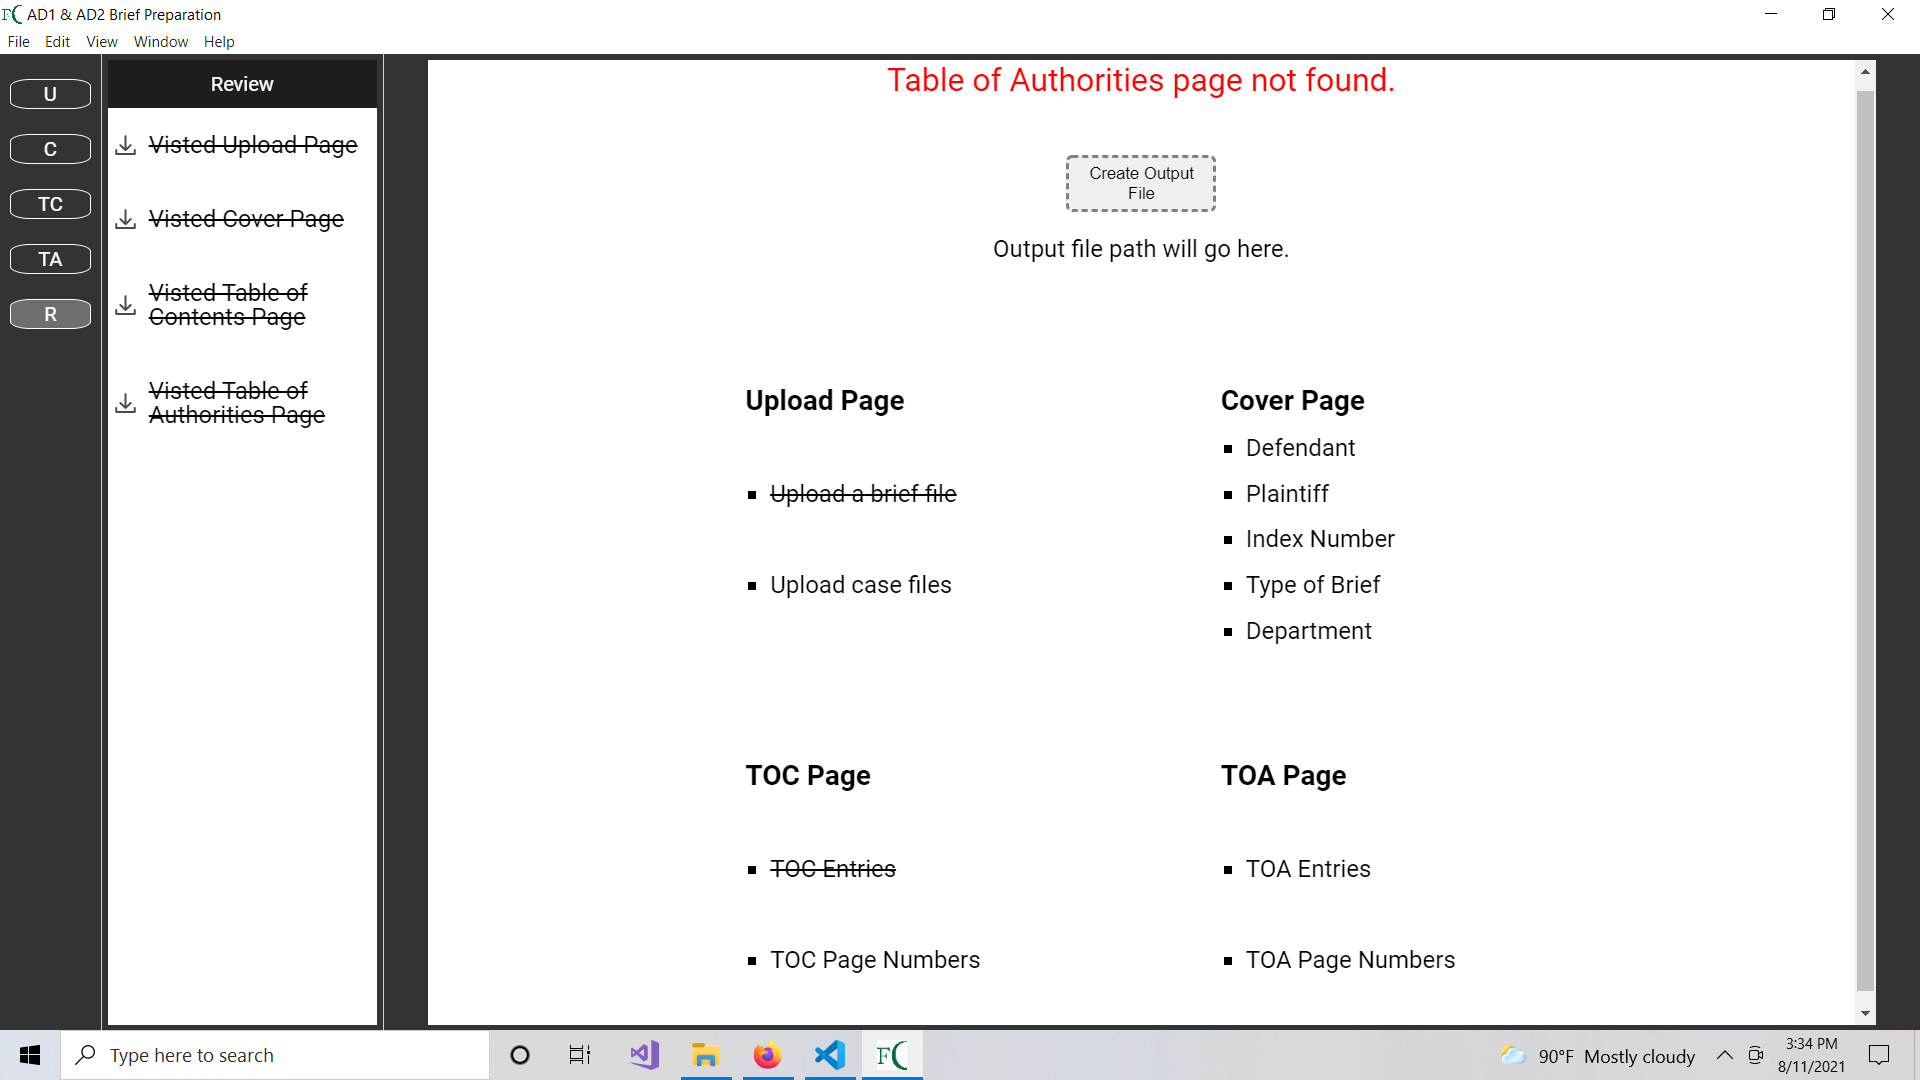 FC AD1 & AD2 Brief Preparation
File Edit View Window Help
U
C
TC
TA
R
Review
Visted Upload Page
Visted Cover Page
Visted Table of
Contents Page
Visted Table of
Authorities Page
Table of Authorities page not found.
Create Output
File
Output file path will go here.
Upload Page
Upload a brief file
Upload case files
Cover Page
Defendant
Plaintiff
Index Number
Type of Brief
Department
TOC Page
TOC Entries
TOC Page Numbers
TOA Page
TOA Entries
TOA Page Numbers
Type here to search
FC
90°F Mostly cloudy
3:34 PM
8/11/2021